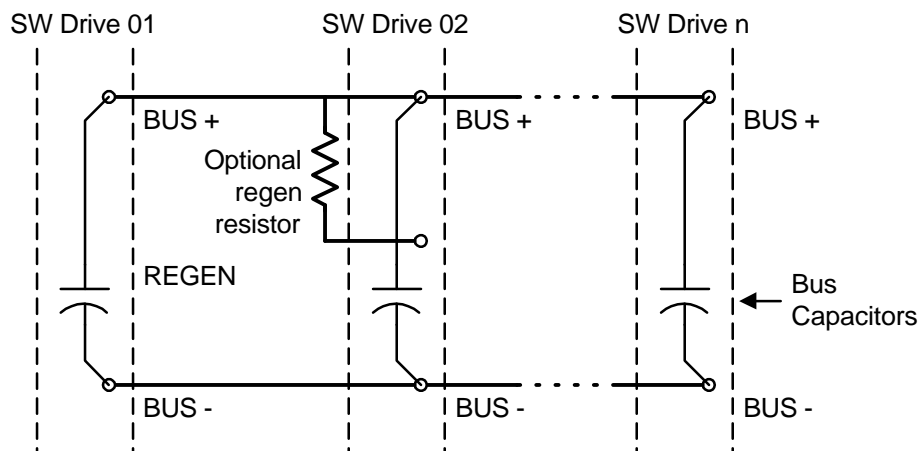 SW Drive 01
SW Drive 02
SW Drive n
BUS +
BUS +
BUS +
Optional
regen
resistor
REGEN
Bus
Capacitors
BUS -
BUS -
BUS -